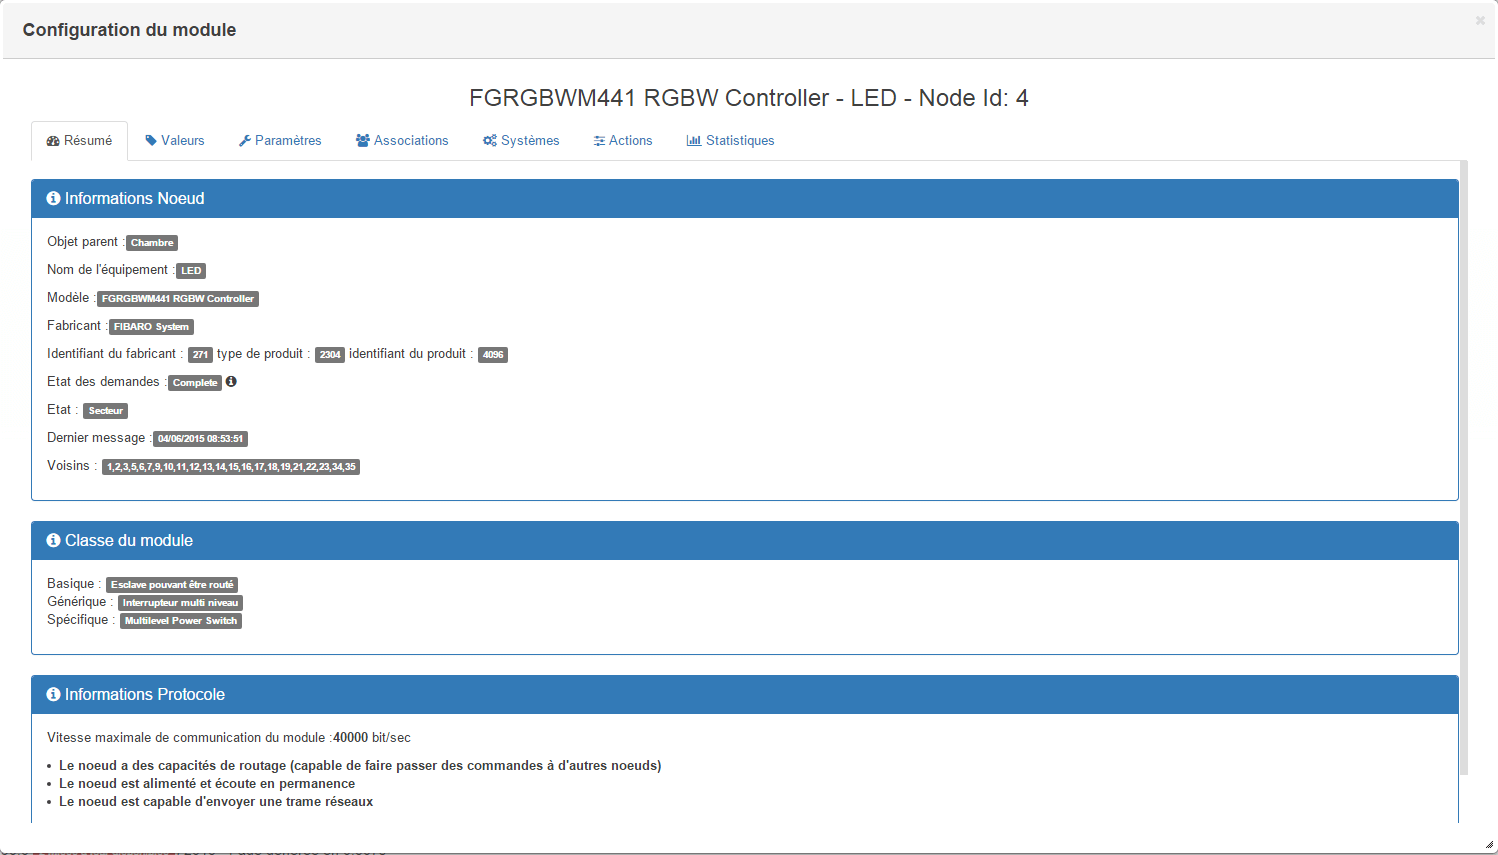 Configuration du module
×
FGRGBWM441 RGBW Controller - LED - Node Id: 4
Résumé Valeurs Paramètres Associations Systèmes Actions Statistiques
Informations Noeud
Objet parent : Chambre
Nom de l'équipement : LED
Modèle : FGRGBWM441 RGBW Controller
Fabricant : FIBARO System
Identifiant du fabricant : 271 type de produit : 2304 identifiant du produit : 4096
Etat des demandes : Complete
Etat : Secteur
Dernier message : 04/06/2015 08:53:51
Voisins : 1,2,3,5,6,7,9,10,11,12,13,14,15,16,17,18,19,21,22,23,34,35
Classe du module
Basique : Esclave pouvant être routé
Générique : Interrupteur multi niveau
Spécifique : Multilevel Power Switch
Informations Protocole
Vitesse maximale de communication du module :40000 bit/sec
• Le noeud a des capacités de routage (capable de faire passer des commandes à d'autres noeuds)
• Le noeud est alimenté et écoute en permanence
• Le noeud est capable d'envoyer une trame réseaux